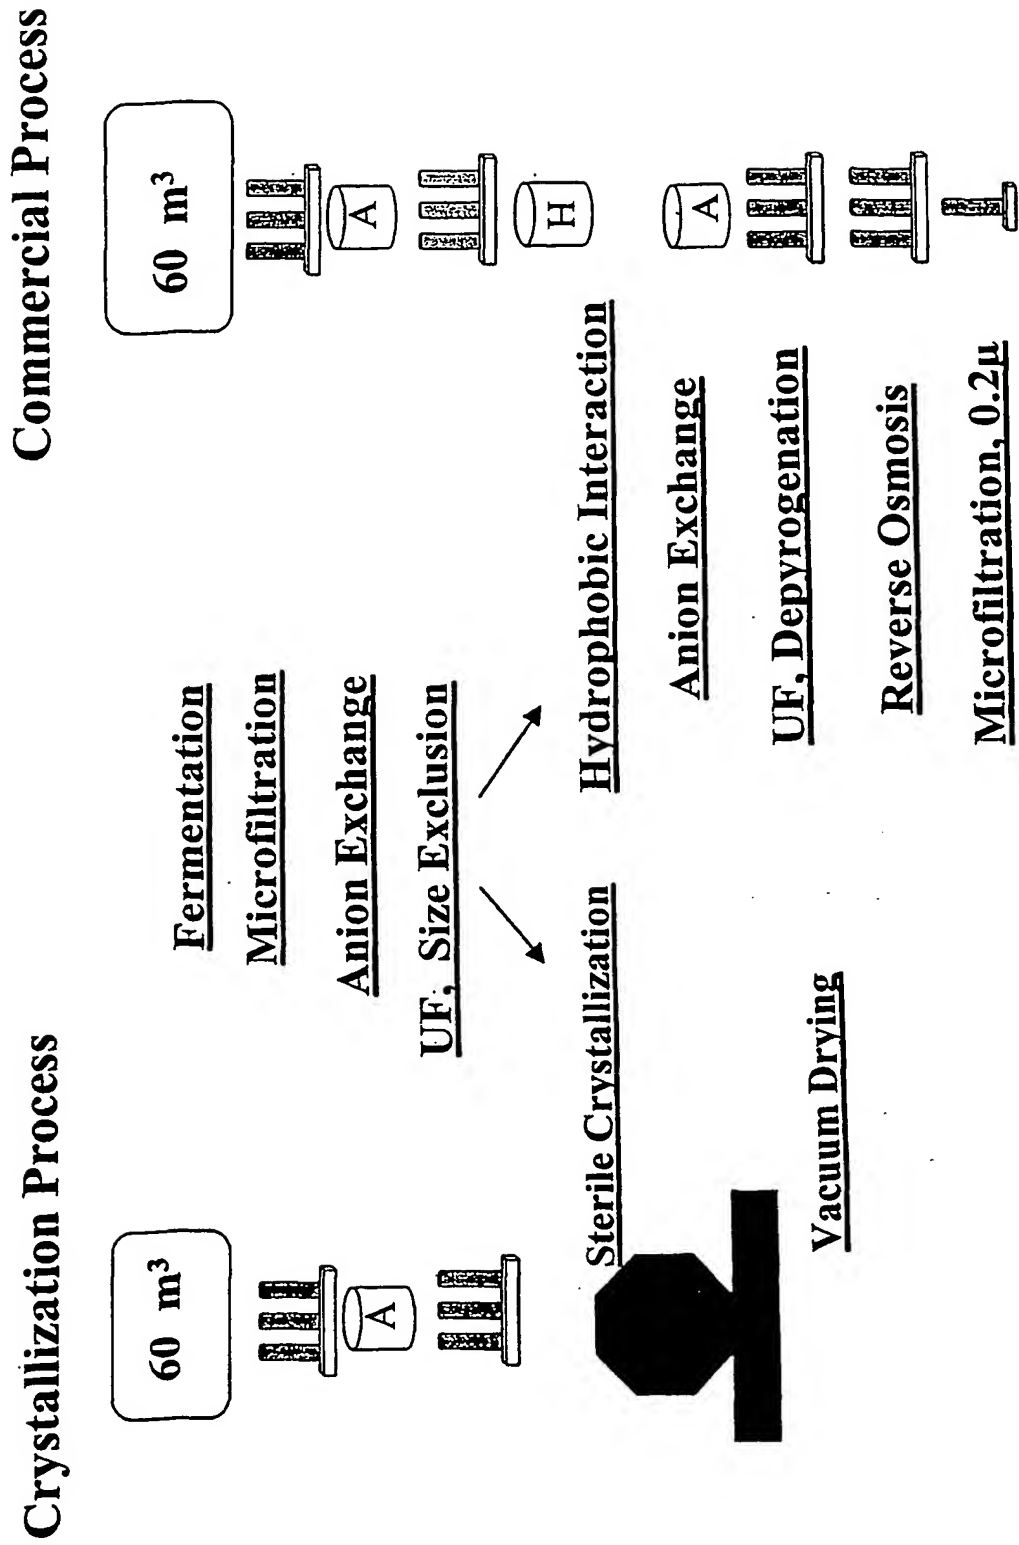 Crystallization Process
Commercial Process
60 m³
60 m³
Fermentation
Microfiltration
A
Anion Exchange
A
UF, Size Exclusion
Sterile Crystallization
Hydrophobic Interaction
H
Anion Exchange
A
Vacuum Drying
UF, Depyrogenation
Reverse Osmosis
Microfiltration, 0.2µ